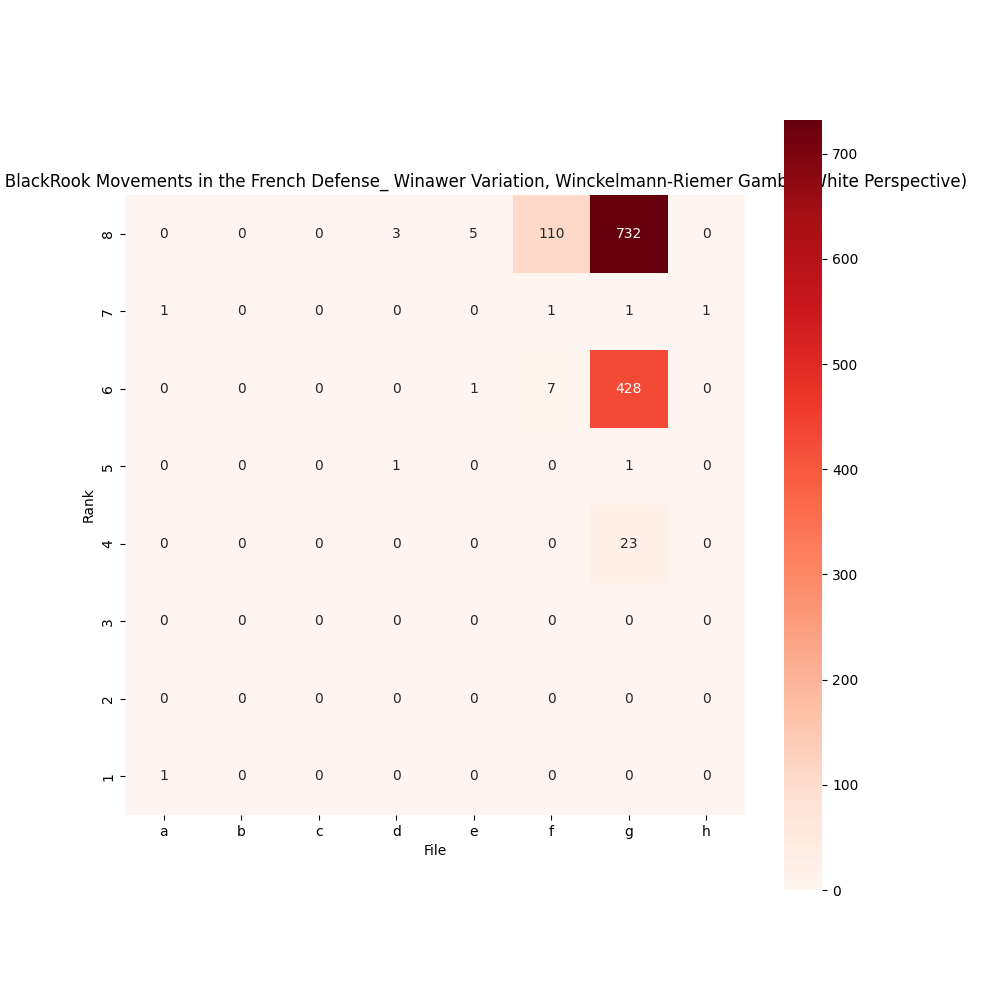 BlackRook Movements in the French Defense_ Winawer Variation, Winckelmann-Riemer Gamb hite Perspective)
700
8 0 0 0 3 5 110 732 0
7 1 0 0 0 0 1 1 1
600
6 0 0 0 0 1 7 428 0
500
5 0 0 0 1 0 0 1 0
Rank
400
4 0 0 0 0 0 0 23 0
300
3 0 0 0 0 0 0 0 0
200
2 0 0 0 0 0 0 0 0
1 1 0 0 0 0 0 0 0
100
a b c d e f g h
File
0